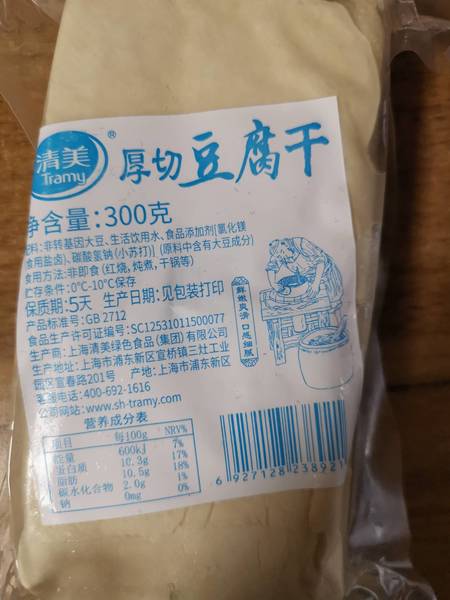 清美
Tramy
®
厚切豆腐干
净含量:300克
料:非转基因大豆、生活饮用水、食品添加剂(氯化镁
食用盐卤)、碳酸氢钠(小苏打)) (原料中含有大豆成分)
食用方法:非即食(红烧,炖煮,干锅等)
贮存条件:0℃-10℃保存
保质期:5天 生产日期:见包装打印
产品标准号:GB 2712
食品生产许可证编号:SC12531011500077
生产商:上海清美绿色食品(集团)有限公司
生产地址:上海市浦东新区宣桥镇三灶工业
园区宣春路201号 产地:上海市浦东新区
客服电话:400-692-1616
公司网站:www.sh-tramy.com
营养成分表
项目 每100g NRV%
能量 600kJ 7%
蛋白质 10.3g 17%
脂肪 10.5g 18%
碳水化合物 2.0g 1%
钠 0mg 0%
鲜嫩爽滑 口感细腻
6 927128 238921